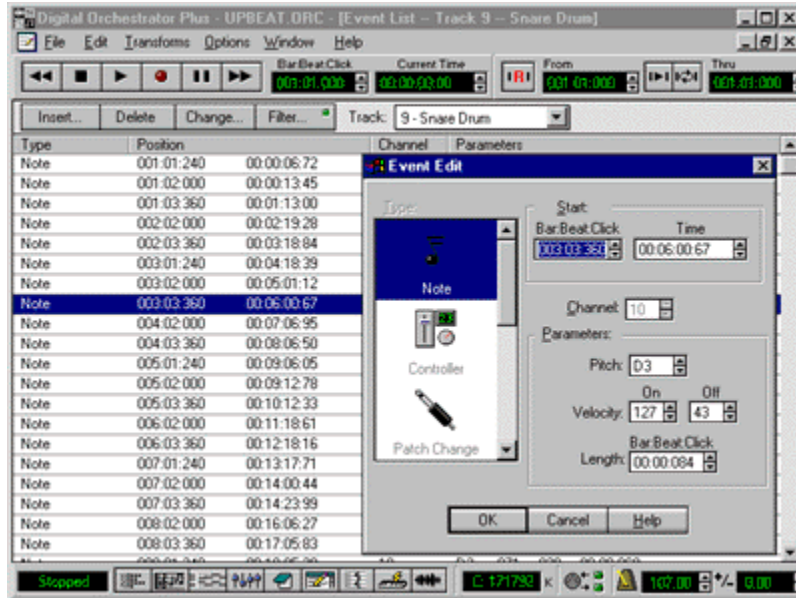 Digital Orchestrator Plus - UPBEAT.ORC - [Event List -- Track 9 -- Snare Drum]
File Edit Transforms Options Window Help
Bar:Beat:Click Current Time From Thru
003:01:000 00:00:03:00 001:01:000 001:01:000
Insert... Delete Change... Filter... Track: 9 - Snare Drum
Type Position Channel Parameters
Note 001:01:240 00:00:06:72
Note 001:02:000 00:00:13:45
Note 001:03:360 00:01:13:00
Note 002:02:000 00:02:19:28
Note 002:03:360 00:03:18:84
Note 003:01:240 00:04:18:39
Note 003:02:000 00:05:01:12
Note 003:03:360 00:06:00:67
Note 004:02:000 00:07:06:95
Note 004:03:360 00:08:06:50
Note 005:01:240 00:09:06:05
Note 005:02:000 00:09:12:78
Note 005:03:360 00:10:12:33
Note 006:02:000 00:11:18:61
Note 006:03:360 00:12:18:16
Note 007:01:240 00:13:17:71
Note 007:02:000 00:14:00:44
Note 007:03:360 00:14:23:99
Note 008:02:000 00:16:06:27
Note 008:03:360 00:17:05:83
Event Edit
Type:
Note
Controller
Patch Change
Start:
Bar:Beat:Click Time
003:03:360 00:06:00:67
Channel: 10
Parameters:
Pitch: D3
On Off
Velocity: 127 43
Bar:Beat:Click
Length: 00:00:084
OK Cancel Help
Stopped C: 171792 K 107.00 +/- 0.00